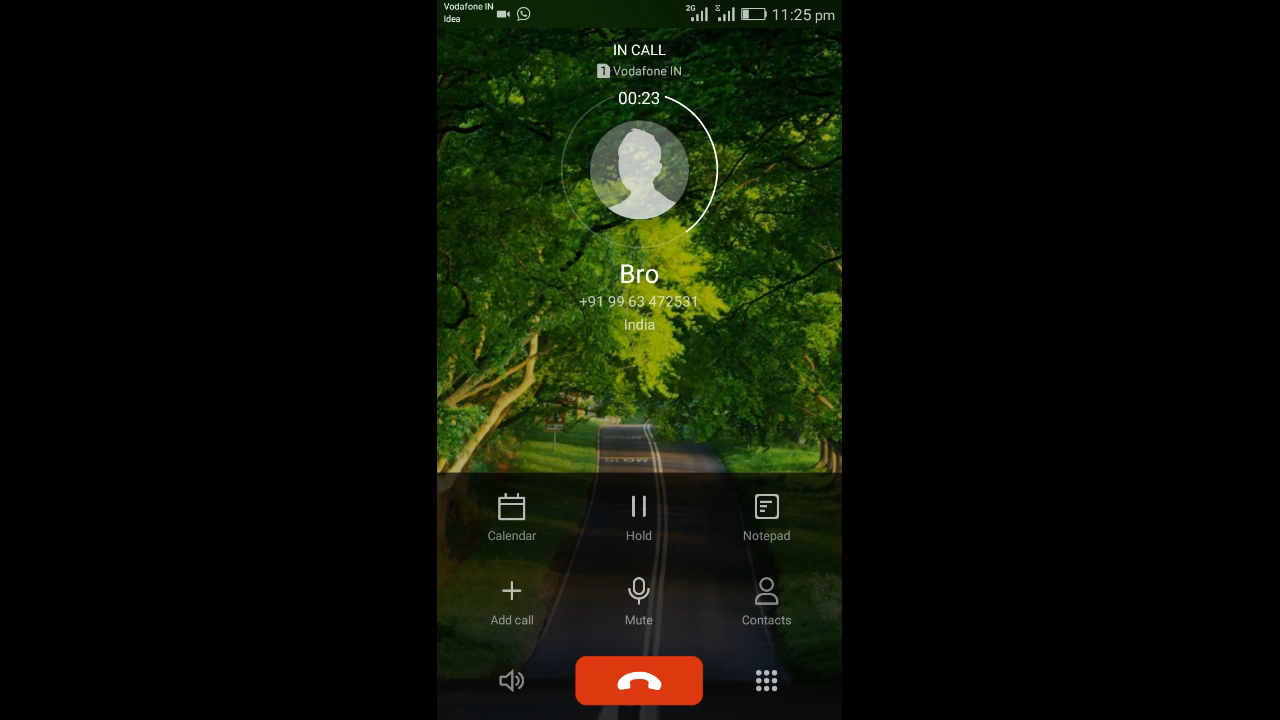 Vodafone IN
Idea
2G
11:25 pm
IN CALL
1 Vodafone IN
00:23
Bro
+91 99 63 472531
India
SLOW
Calendar
Hold
Notepad
Add call
Mute
Contacts